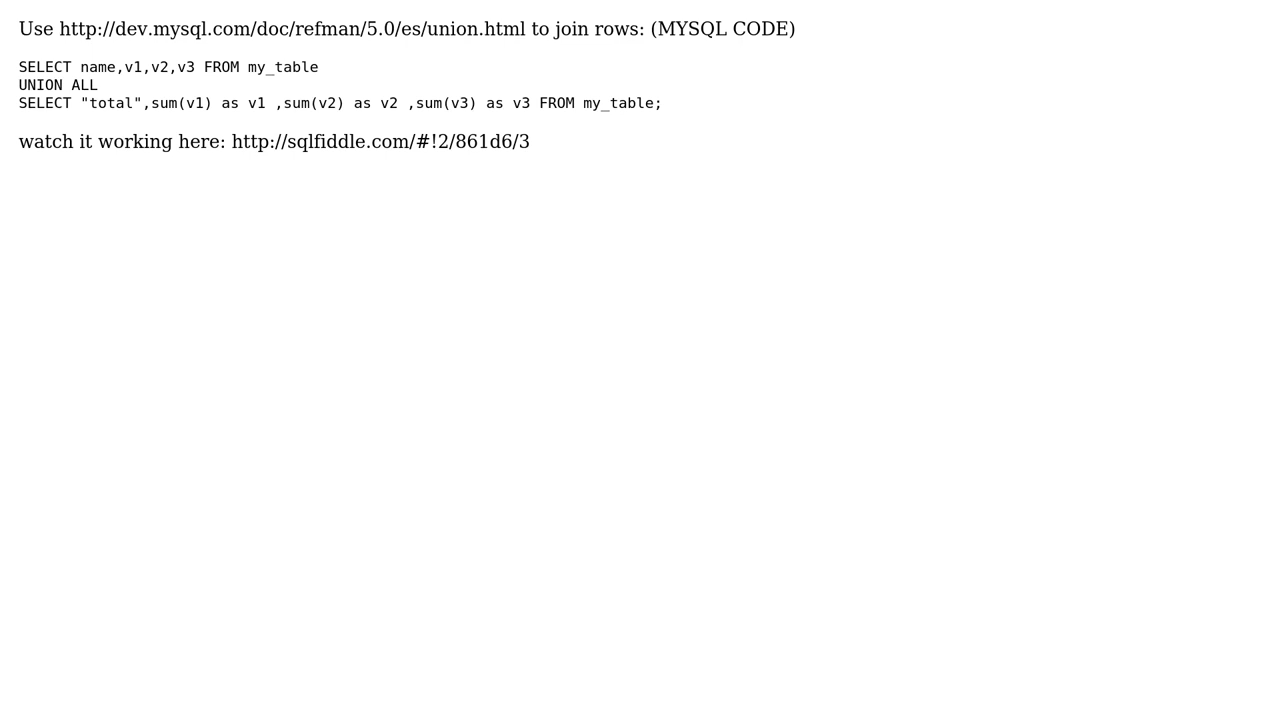 Use http://dev.mysql.com/doc/refman/5.0/es/union.html to join rows: (MYSQL CODE)
SELECT name,v1,v2,v3 FROM my_table
UNION ALL
SELECT "total",sum(v1) as v1 ,sum(v2) as v2 ,sum(v3) as v3 FROM my_table;
watch it working here: http://sqlfiddle.com/#!2/861d6/3